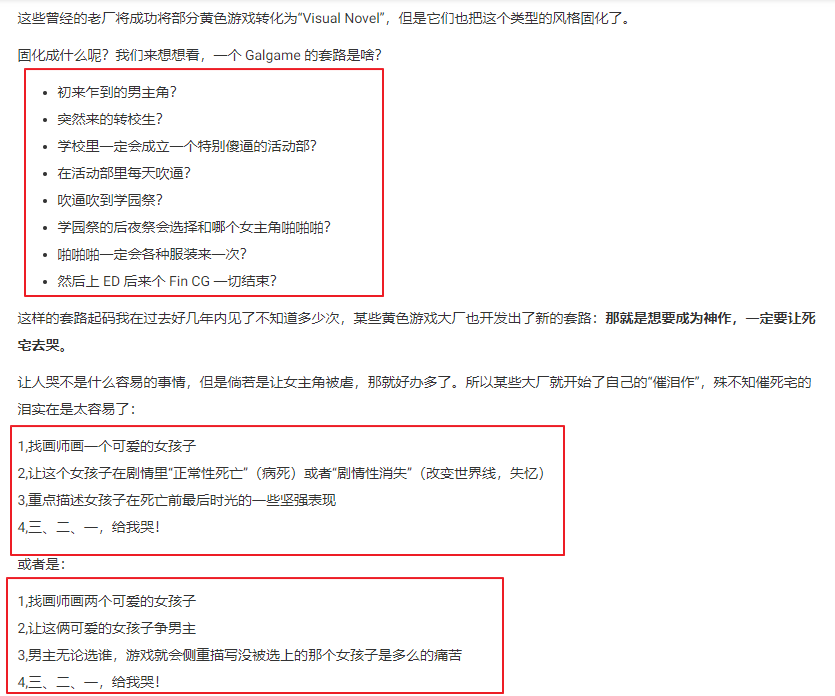 这些曾经的老厂将成功将部分黄色游戏转化为“Visual Novel”，但是它们也把这个类型的风格固化了。
固化成什么呢？我们来想想看，一个 Galgame 的套路是啥？
• 初来乍到的男主角？
• 突然来的转校生？
• 学校里一定会成立一个特别傻逼的活动部？
• 在活动部里每天吹逼？
• 吹逼吹到学园祭？
• 学园祭的后夜祭会选择和哪个女主角啪啪啪？
• 啪啪啪一定会各种服装来一次？
• 然后上 ED 后来个 Fin CG 一切结束？
这样的套路起码我在过去好几年内见了不知道多少次，某些黄色游戏大厂也开发出了新的套路：那就是想要成为神作，一定要让死
宅去哭。
让人哭不是什么容易的事情，但是倘若是让女主角被虐，那就好办多了。所以某些大厂就开始了自己的“催泪作”，殊不知催死宅的
泪实在是太容易了：
1,找画师画一个可爱的女孩子
2,让这个女孩子在剧情里“正常性死亡”（病死）或者“剧情性消失”（改变世界线，失忆）
3,重点描述女孩子在死亡前最后时光的一些坚强表现
4,三、二、一，给我哭！
或者是：
1,找画师画两个可爱的女孩子
2,让这俩可爱的女孩子争男主
3,男主无论选谁，游戏就会侧重描写没被选上的那个女孩子是多么的痛苦
4,三、二、一，给我哭！